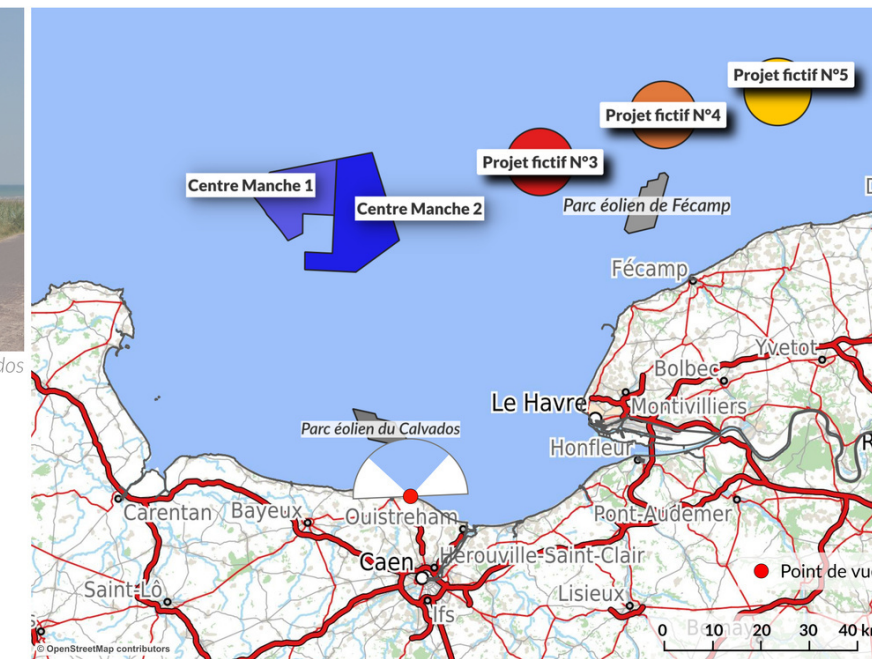 Projet fictif N°5
Projet fictif N°4
Projet fictif N°3
Centre Manche 1
Centre Manche 2
Parc éolien de Fécamp
Fécamp
Yvetot
Bolbec
Le Havre
Montivilliers
Parc éolien du Calvados
Honfleur
Carentan
Bayeux
Ouistreham
Pont-Audemer
Hérouville-Saint-Clair
Caen
Point de vue
Saint-Lô
Lisieux
Ifs
0 10 20 30 40 km
© OpenStreetMap contributors